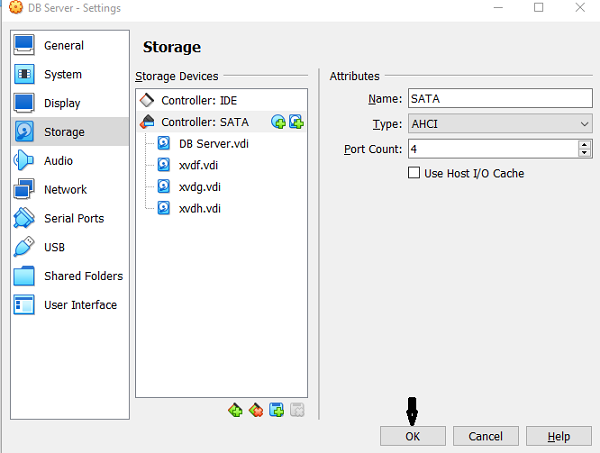 DB Server - Settings
General
System
Display
Storage
Audio
Network
Serial Ports
USB
Shared Folders
User Interface
Storage
Storage Devices
Controller: IDE
Controller: SATA
DB Server.vdi
xvdf.vdi
xvdg.vdi
xvdh.vdi
Attributes
Name: SATA
Type: AHCI
Port Count: 4
Use Host I/O Cache
OK Cancel Help